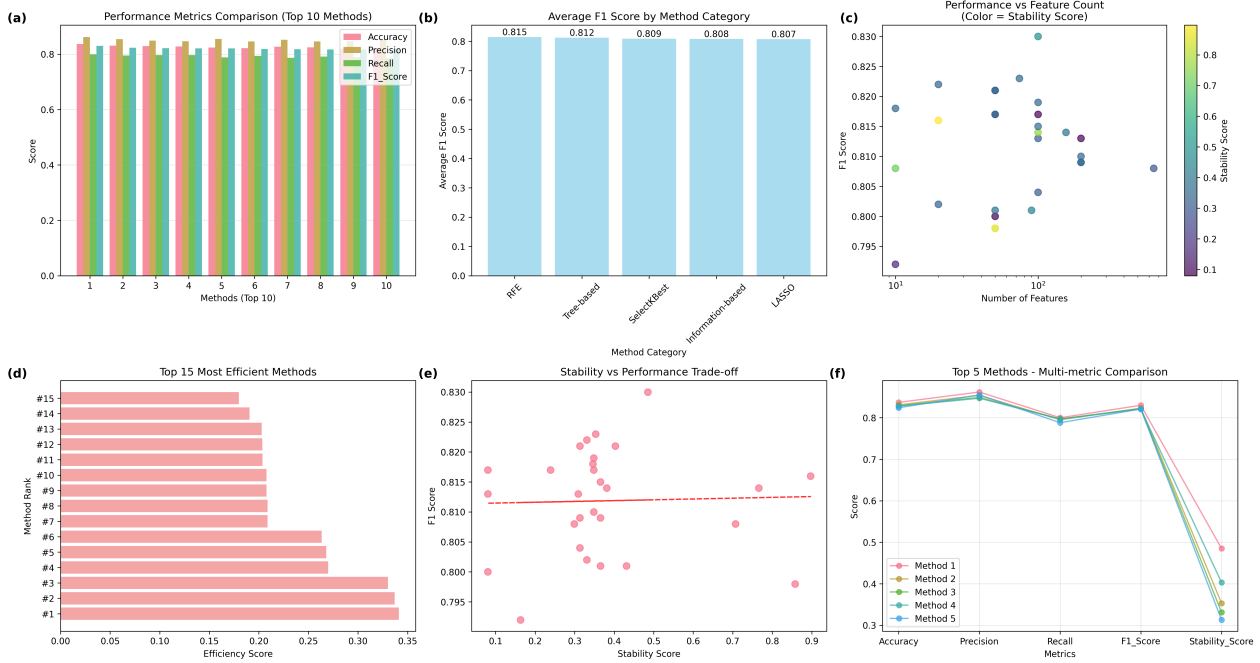 (a)
Performance Metrics Comparison (Top 10 Methods)
Score
0.8
0.6
0.4
0.2
0.0
Accuracy
Precision
Recall
F1_Score
1 2 3 4 5 6 7 8 9 10
Methods (Top 10)
(b)
Average F1 Score by Method Category
Average F1 Score
0.8
0.7
0.6
0.5
0.4
0.3
0.2
0.1
0.0
0.815 0.812 0.809 0.808 0.807
RFE
Tree-based
SelectKBest
Information-based
LASSO
Method Category
(c)
Performance vs Feature Count
(Color = Stability Score)
F1 Score
0.830
0.825
0.820
0.815
0.810
0.805
0.800
0.795
10¹ 10²
Number of Features
0.8
0.7
0.6
0.5
0.4
0.3
0.2
0.1
Stability Score
(d)
Top 15 Most Efficient Methods
Method Rank
#15
#14
#13
#12
#11
#10
#9
#8
#7
#6
#5
#4
#3
#2
#1
0.00 0.05 0.10 0.15 0.20 0.25 0.30 0.35
Efficiency Score
(e)
Stability vs Performance Trade-off
F1 Score
0.830
0.825
0.820
0.815
0.810
0.805
0.800
0.795
0.1 0.2 0.3 0.4 0.5 0.6 0.7 0.8 0.9
Stability Score
(f)
Top 5 Methods - Multi-metric Comparison
Score
0.8
0.7
0.6
0.5
0.4
0.3
Method 1
Method 2
Method 3
Method 4
Method 5
Accuracy Precision Recall F1_Score Stability_Score
Metrics